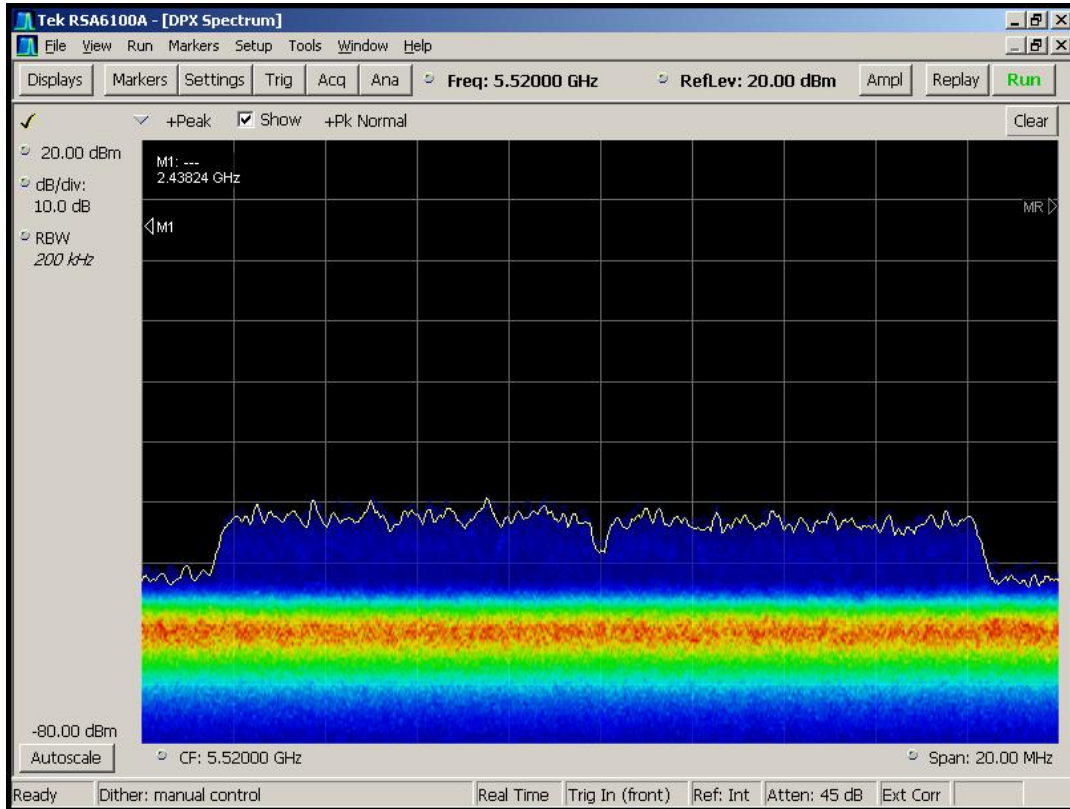 Tek RSA6100A - [DPX Spectrum]
File View Run Markers Setup Tools Window Help
Displays Markers Settings Trig Acq Ana Freq: 5.52000 GHz RefLev: 20.00 dBm Ampl Replay Run
+Peak Show +Pk Normal Clear
20.00 dBm
dB/div:
10.0 dB
RBW
200 kHz
M1: ---
2.43824 GHz
MR
M1
-80.00 dBm
Autoscale CF: 5.52000 GHz Span: 20.00 MHz
Ready Dither: manual control Real Time Trig In (front) Ref: Int Atten: 45 dB Ext Corr